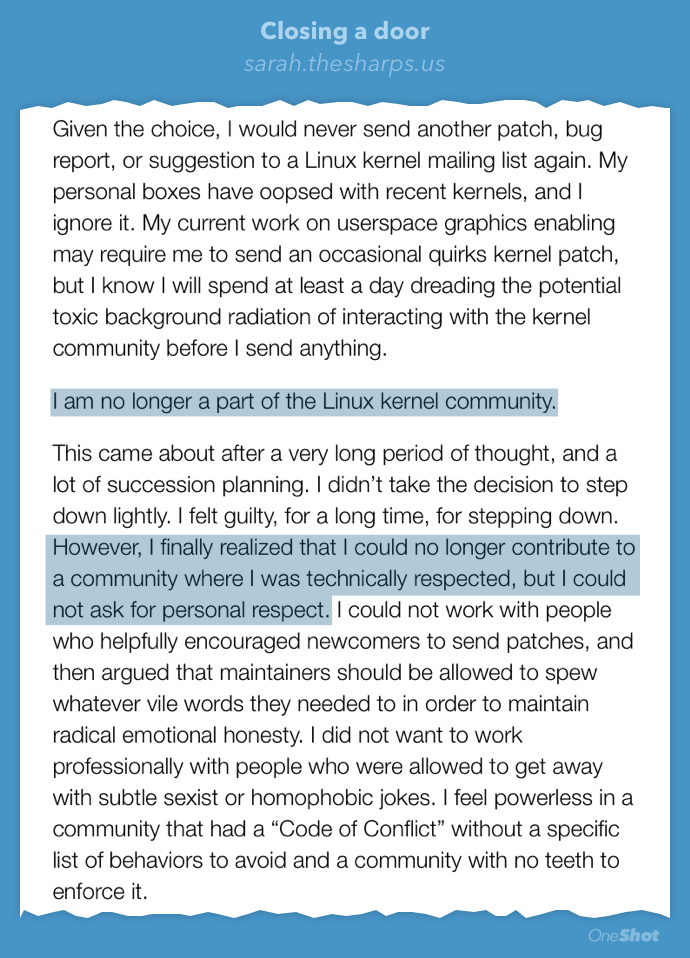 Closing a door
sarah.thesharps.us
Given the choice, I would never send another patch, bug
report, or suggestion to a Linux kernel mailing list again. My
personal boxes have oopsed with recent kernels, and I
ignore it. My current work on userspace graphics enabling
may require me to send an occasional quirks kernel patch,
but I know I will spend at least a day dreading the potential
toxic background radiation of interacting with the kernel
community before I send anything.
I am no longer a part of the Linux kernel community.
This came about after a very long period of thought, and a
lot of succession planning. I didn’t take the decision to step
down lightly. I felt guilty, for a long time, for stepping down.
However, I finally realized that I could no longer contribute to
a community where I was technically respected, but I could
not ask for personal respect. I could not work with people
who helpfully encouraged newcomers to send patches, and
then argued that maintainers should be allowed to spew
whatever vile words they needed to in order to maintain
radical emotional honesty. I did not want to work
professionally with people who were allowed to get away
with subtle sexist or homophobic jokes. I feel powerless in a
community that had a “Code of Conflict” without a specific
list of behaviors to avoid and a community with no teeth to
enforce it.
OneShot